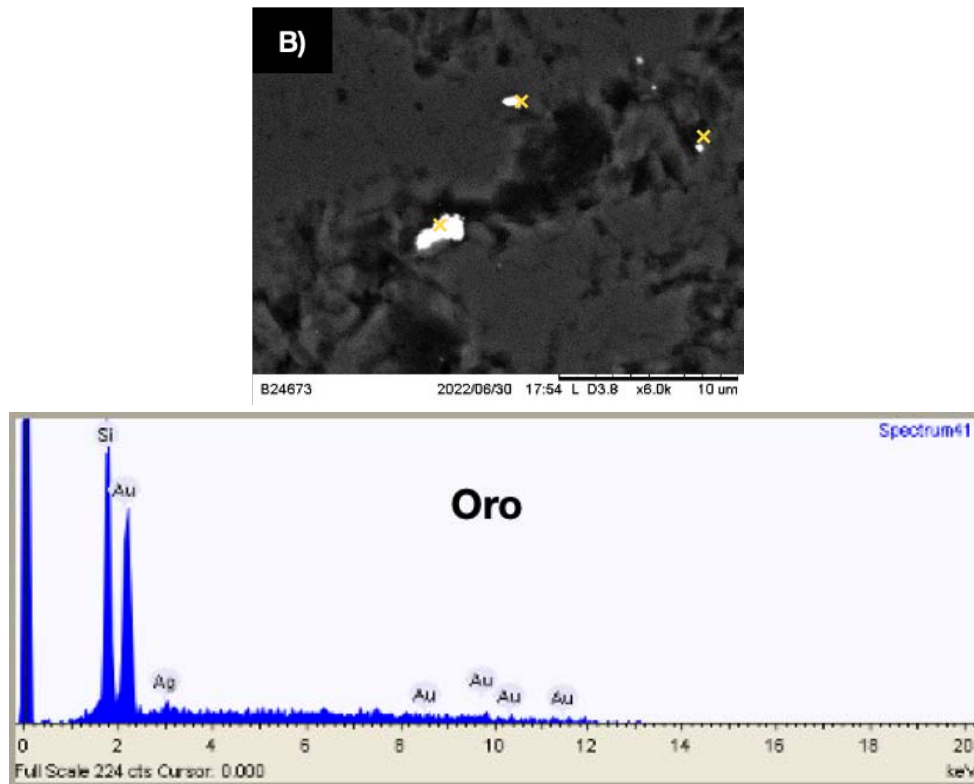 B)
B24673 2022/06/30 17:54 L D3.8 x6.0k 10 um
Spectrum41
Si
Au
Oro
Ag
Au
Au
Au
Au
0 2 4 6 8 10 12 14 16 18 20
Full Scale 224 cts Cursor: 0.000 keV